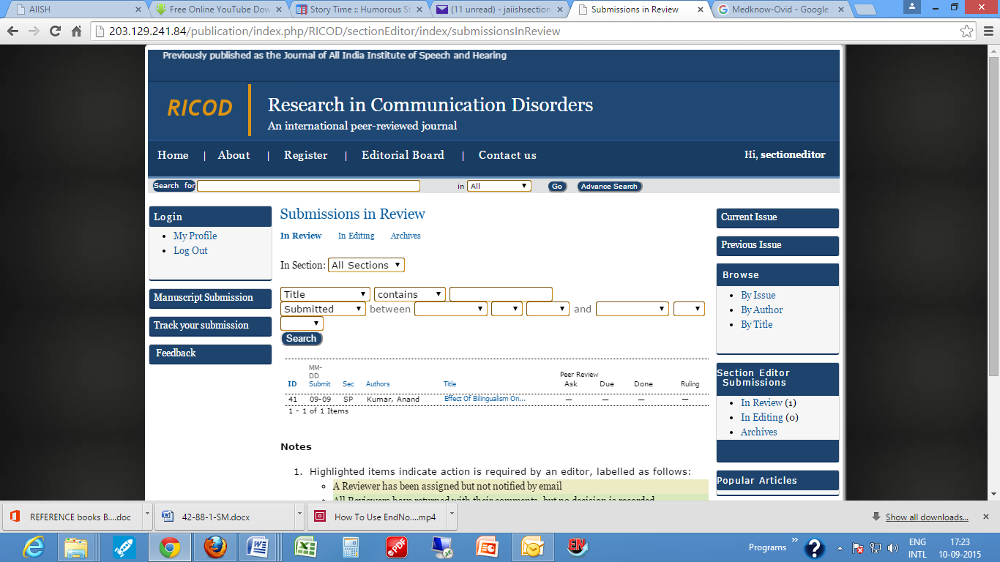 AIISH
Free Online YouTube Dow
Story Time :: Humorous St
(11 unread) - jaiishsection
Submissions in Review
Medknow-Ovid - Google
203.129.241.84/publication/index.php/RICOD/sectionEditor/index/submissionsInReview
Previously published as the Journal of All India Institute of Speech and Hearing
RICOD
Research in Communication Disorders
An international peer-reviewed journal
Home | About | Register | Editorial Board | Contact us
Hi, sectioneditor
Search for in All Go Advance Search
Login
My Profile
Log Out
Manuscript Submission
Track your submission
Feedback
Submissions in Review
In Review In Editing Archives
In Section: All Sections
Title contains
Submitted between and
Search
MM-
DD Peer Review
ID Submit Sec Authors Title Ask Due Done Ruling
41 09-09 SP Kumar, Anand Effect Of Bilingualism On... — — — —
1 - 1 of 1 Items
Notes
1. Highlighted items indicate action is required by an editor, labelled as follows:
A Reviewer has been assigned but not notified by email
All Reviewers have returned with their comments, but no decision is recorded
Current Issue
Previous Issue
Browse
By Issue
By Author
By Title
Section Editor
Submissions
In Review (1)
In Editing (0)
Archives
Popular Articles
REFERENCE books B....doc
42-88-1-SM.docx
How To Use EndNo....mp4
Show all downloads...
Programs
ENG
INTL
17:23
10-09-2015